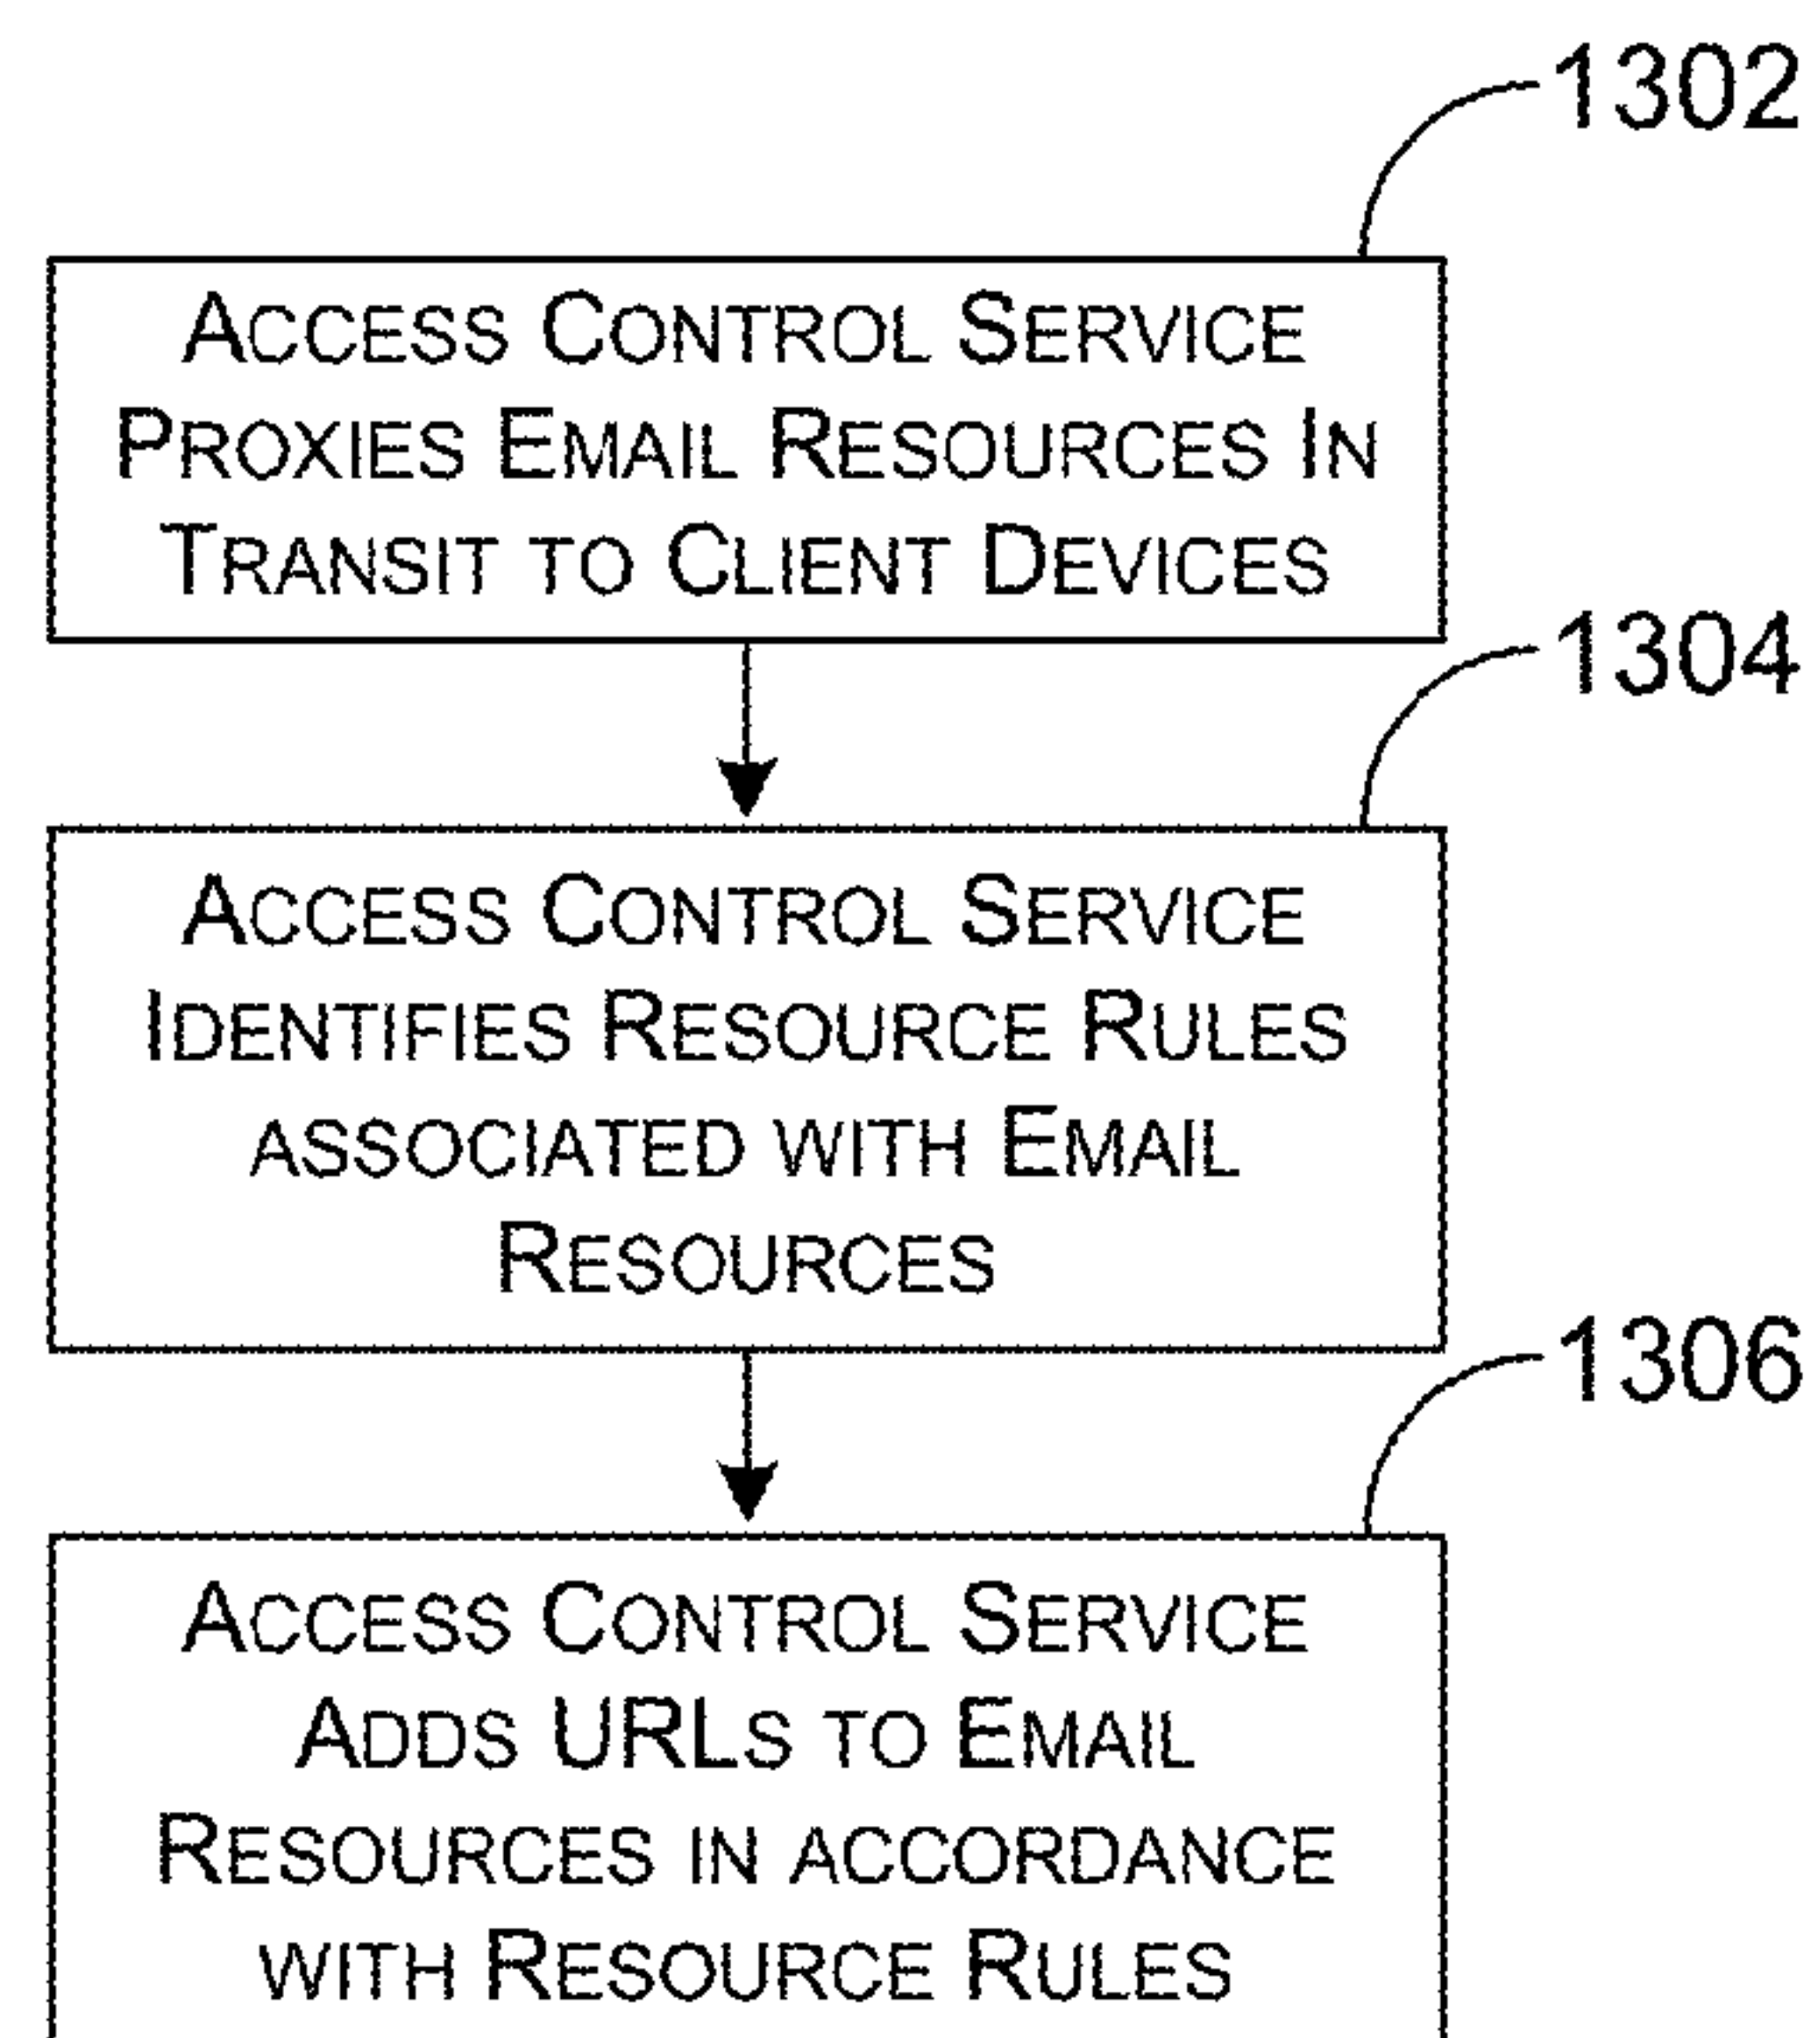 1302
ACCESS CONTROL SERVICE
PROXIES EMAIL RESOURCES IN
TRANSIT TO CLIENT DEVICES
1304
ACCESS CONTROL SERVICE
IDENTIFIES RESOURCE RULES
ASSOCIATED WITH EMAIL
RESOURCES
1306
ACCESS CONTROL SERVICE
ADDS URLS TO EMAIL
RESOURCES IN ACCORDANCE
WITH RESOURCE RULES